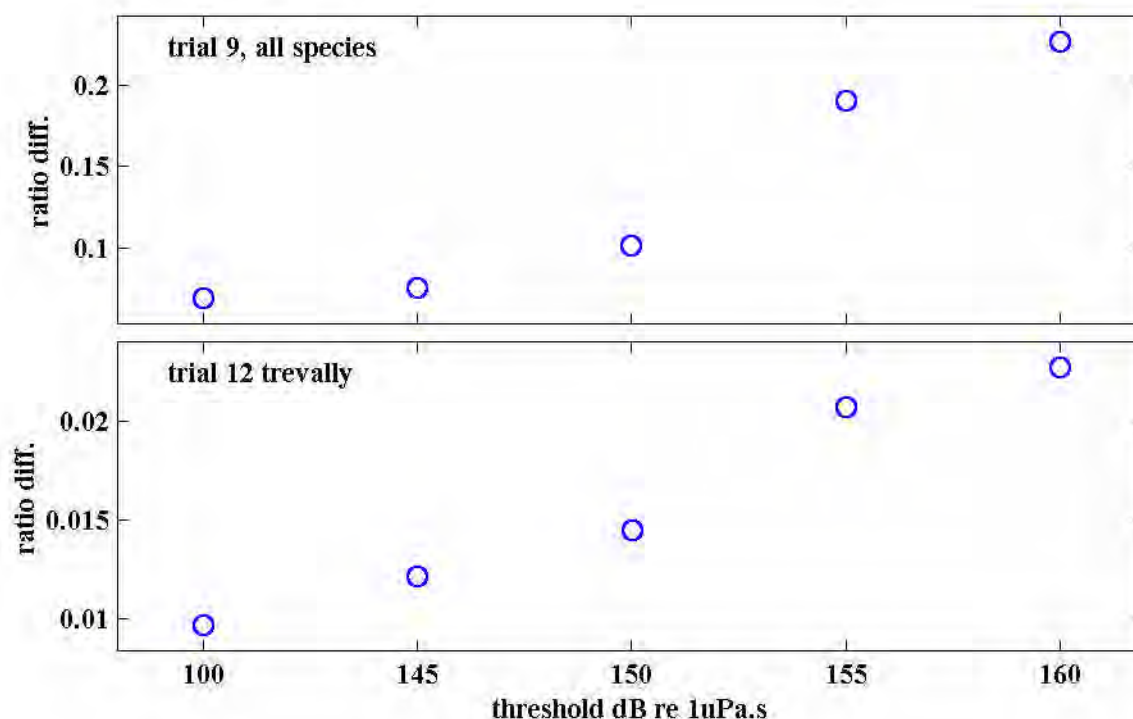 trial 9, all species
ratio diff.
0.2
0.15
0.1
trial 12 trevally
ratio diff.
0.02
0.015
0.01
100 145 150 155 160
threshold dB re 1uPa.s